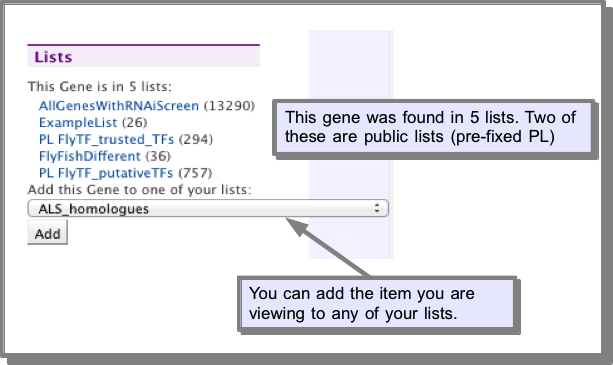 Lists
This Gene is in 5 lists:
AllGenesWithRNAiScreen (13290)
ExampleList (26)
PL FlyTF_trusted_TFs (294)
FlyFishDifferent (36)
PL FlyTF_putativeTFs (757)
Add this Gene to one of your lists:
ALS_homologues
Add
This gene was found in 5 lists. Two of
these are public lists (pre-fixed PL)
You can add the item you are
viewing to any of your lists.